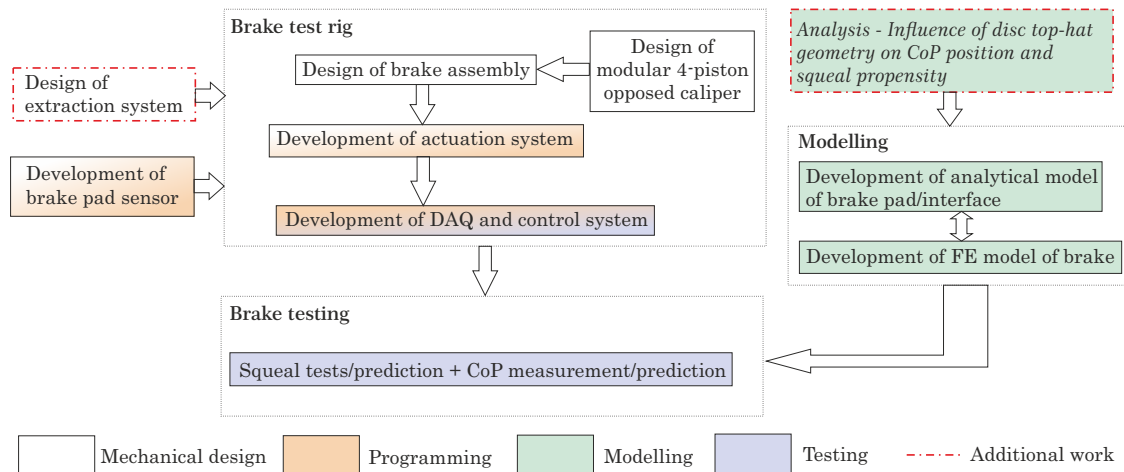 Brake test rig
Design of brake assembly
Design of
modular 4-piston
opposed caliper
Design of
extraction system
Development of actuation system
Development of
brake pad sensor
Development of DAQ and control system
Analysis - Influence of disc top-hat
geometry on CoP position and
squeal propensity
Modelling
Development of analytical model
of brake pad/interface
Development of FE model of brake
Brake testing
Squeal tests/prediction + CoP measurement/prediction
Mechanical design
Programming
Modelling
Testing
Additional work